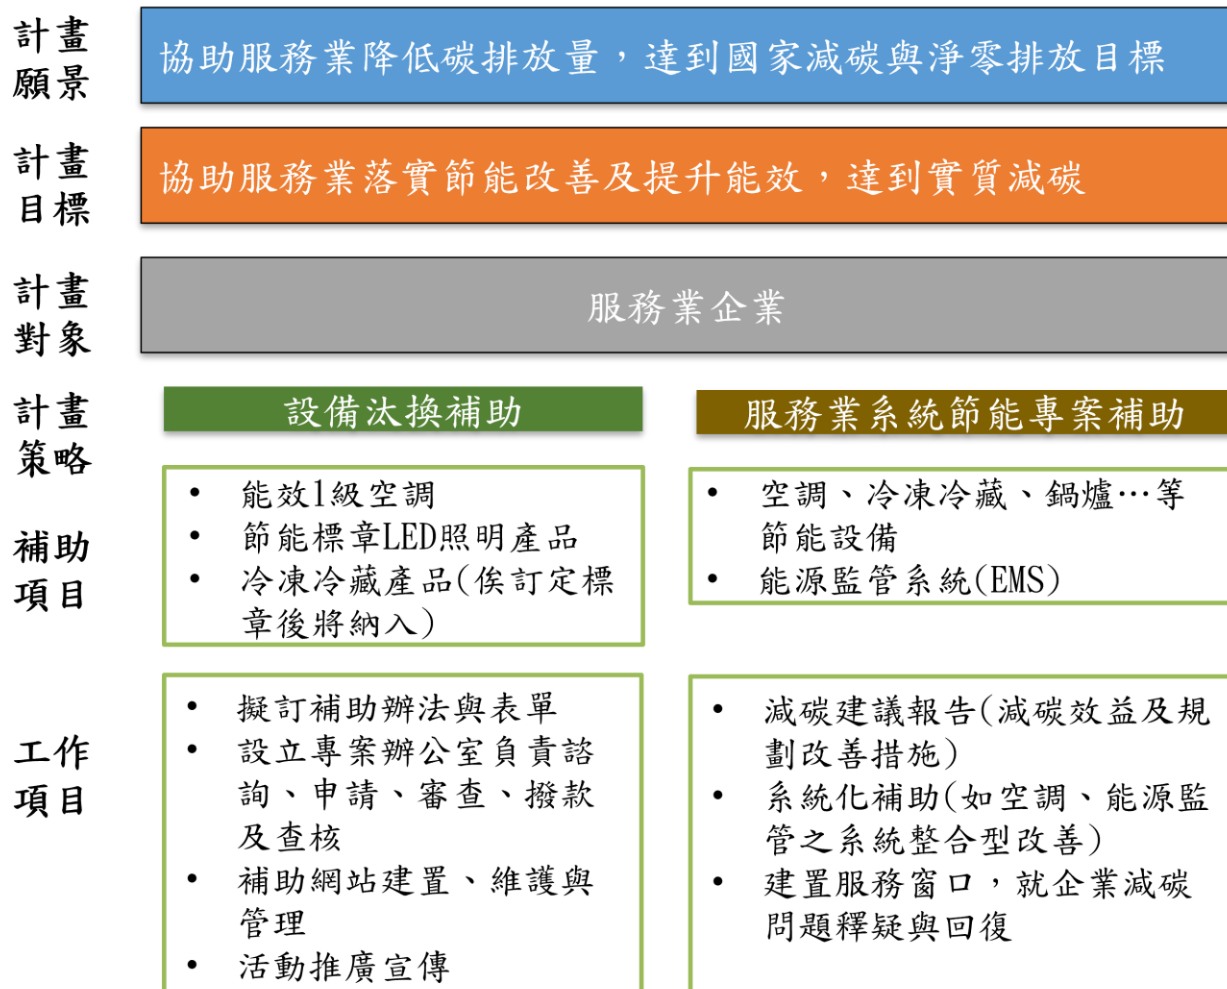 計畫
願景
協助服務業降低碳排放量，達到國家減碳與淨零排放目標
計畫
目標
協助服務業落實節能改善及提升能效，達到實質減碳
計畫
對象
服務業企業
計畫
策略
設備汰換補助
服務業系統節能專案補助
補助
項目
• 能效1級空調
• 節能標章LED照明產品
• 冷凍冷藏產品(俟訂定標
章後將納入)
• 空調、冷凍冷藏、鍋爐…等
節能設備
• 能源監管系統(EMS)
工作
項目
• 擬訂補助辦法與表單
• 設立專案辦公室負責諮
詢、申請、審查、撥款
及查核
• 補助網站建置、維護與
管理
• 活動推廣宣傳
• 減碳建議報告(減碳效益及規
劃改善措施)
• 系統化補助(如空調、能源監
管之系統整合型改善)
• 建置服務窗口，就企業減碳
問題釋疑與回復